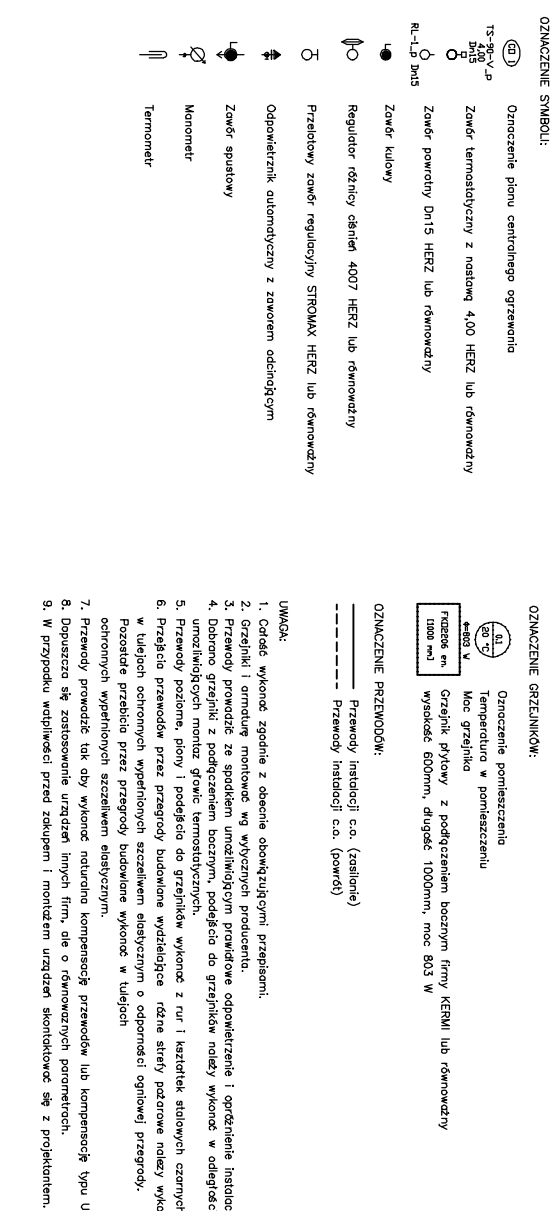 OZNACZENIE SYMBOLI:
CO 1
Oznaczenie pionu centralnego ogrzewania
TS-90-V_p
4,00
Dn15
Zawór termostatyczny z nastawą 4,00 HERZ lub równoważny
RL-1_p Dn15
Zawór powrotny Dn15 HERZ lub równoważny
Zawór kulowy
Regulator różnicy ciśnień 4007 HERZ lub równoważny
Przelotowy zawór regulacyjny STROMAX HERZ lub równoważny
Odpowietrznik automatyczny z zaworem odcinającym
Zawór spustowy
Manometr
Termometr
OZNACZENIE GRZEJNIKÓW:
0.1
20 °C
Φ=803 W
Oznaczenie pomieszczenia
Temperatura w pomieszczeniu
Moc grzejnika
FKO2206 en.
[1000 mm]
Grzejnik płytowy z podłączeniem bocznym firmy KERMI lub równoważny
wysokość 600mm, długość 1000mm, moc 803 W
OZNACZENIE PRZEWODÓW:
Przewody instalacji c.o. (zasilanie)
Przewody instalacji c.o. (powrót)
UWAGA:
1. Całość wykonać zgodnie z obecnie obowiązującymi przepisami.
2. Grzejniki i armaturę montować wg wytycznych producenta.
3. Przewody prowadzić ze spadkiem umożliwiającym prawidłowe odpowietrzenie i opróżnienie instalac
4. Dobrano grzejniki z podłączeniem bocznym, podejścia do grzejników należy wykonać w odległośc
umożliwiających montaż głowic termostatycznych.
5. Przewody poziome, piony i podejścia do grzejników wykonać z rur i kształtek stalowych czarnych
6. Przejścia przewodów przez przegrody budowlane wydzielające różne strefy pożarowe należy wyko
w tulejach ochronnych wypełnionych szczeliwem elastycznym o odporności ogniowej przegrody.
Pozostałe przebicia przez przegrody budowlane wykonać w tulejach
ochronnych wypełnionych szczeliwem elastycznym.
7. Przewody prowadzić tak aby wykonać naturalna kompensację przewodów lub kompensację typu U
8. Dopuszcza się zastosowanie urządzeń innych firm, ale o równoważnych parametrach.
9. W przypadku wątpliwości przed zakupem i montażem urządzeń skontaktować się z projektantem.